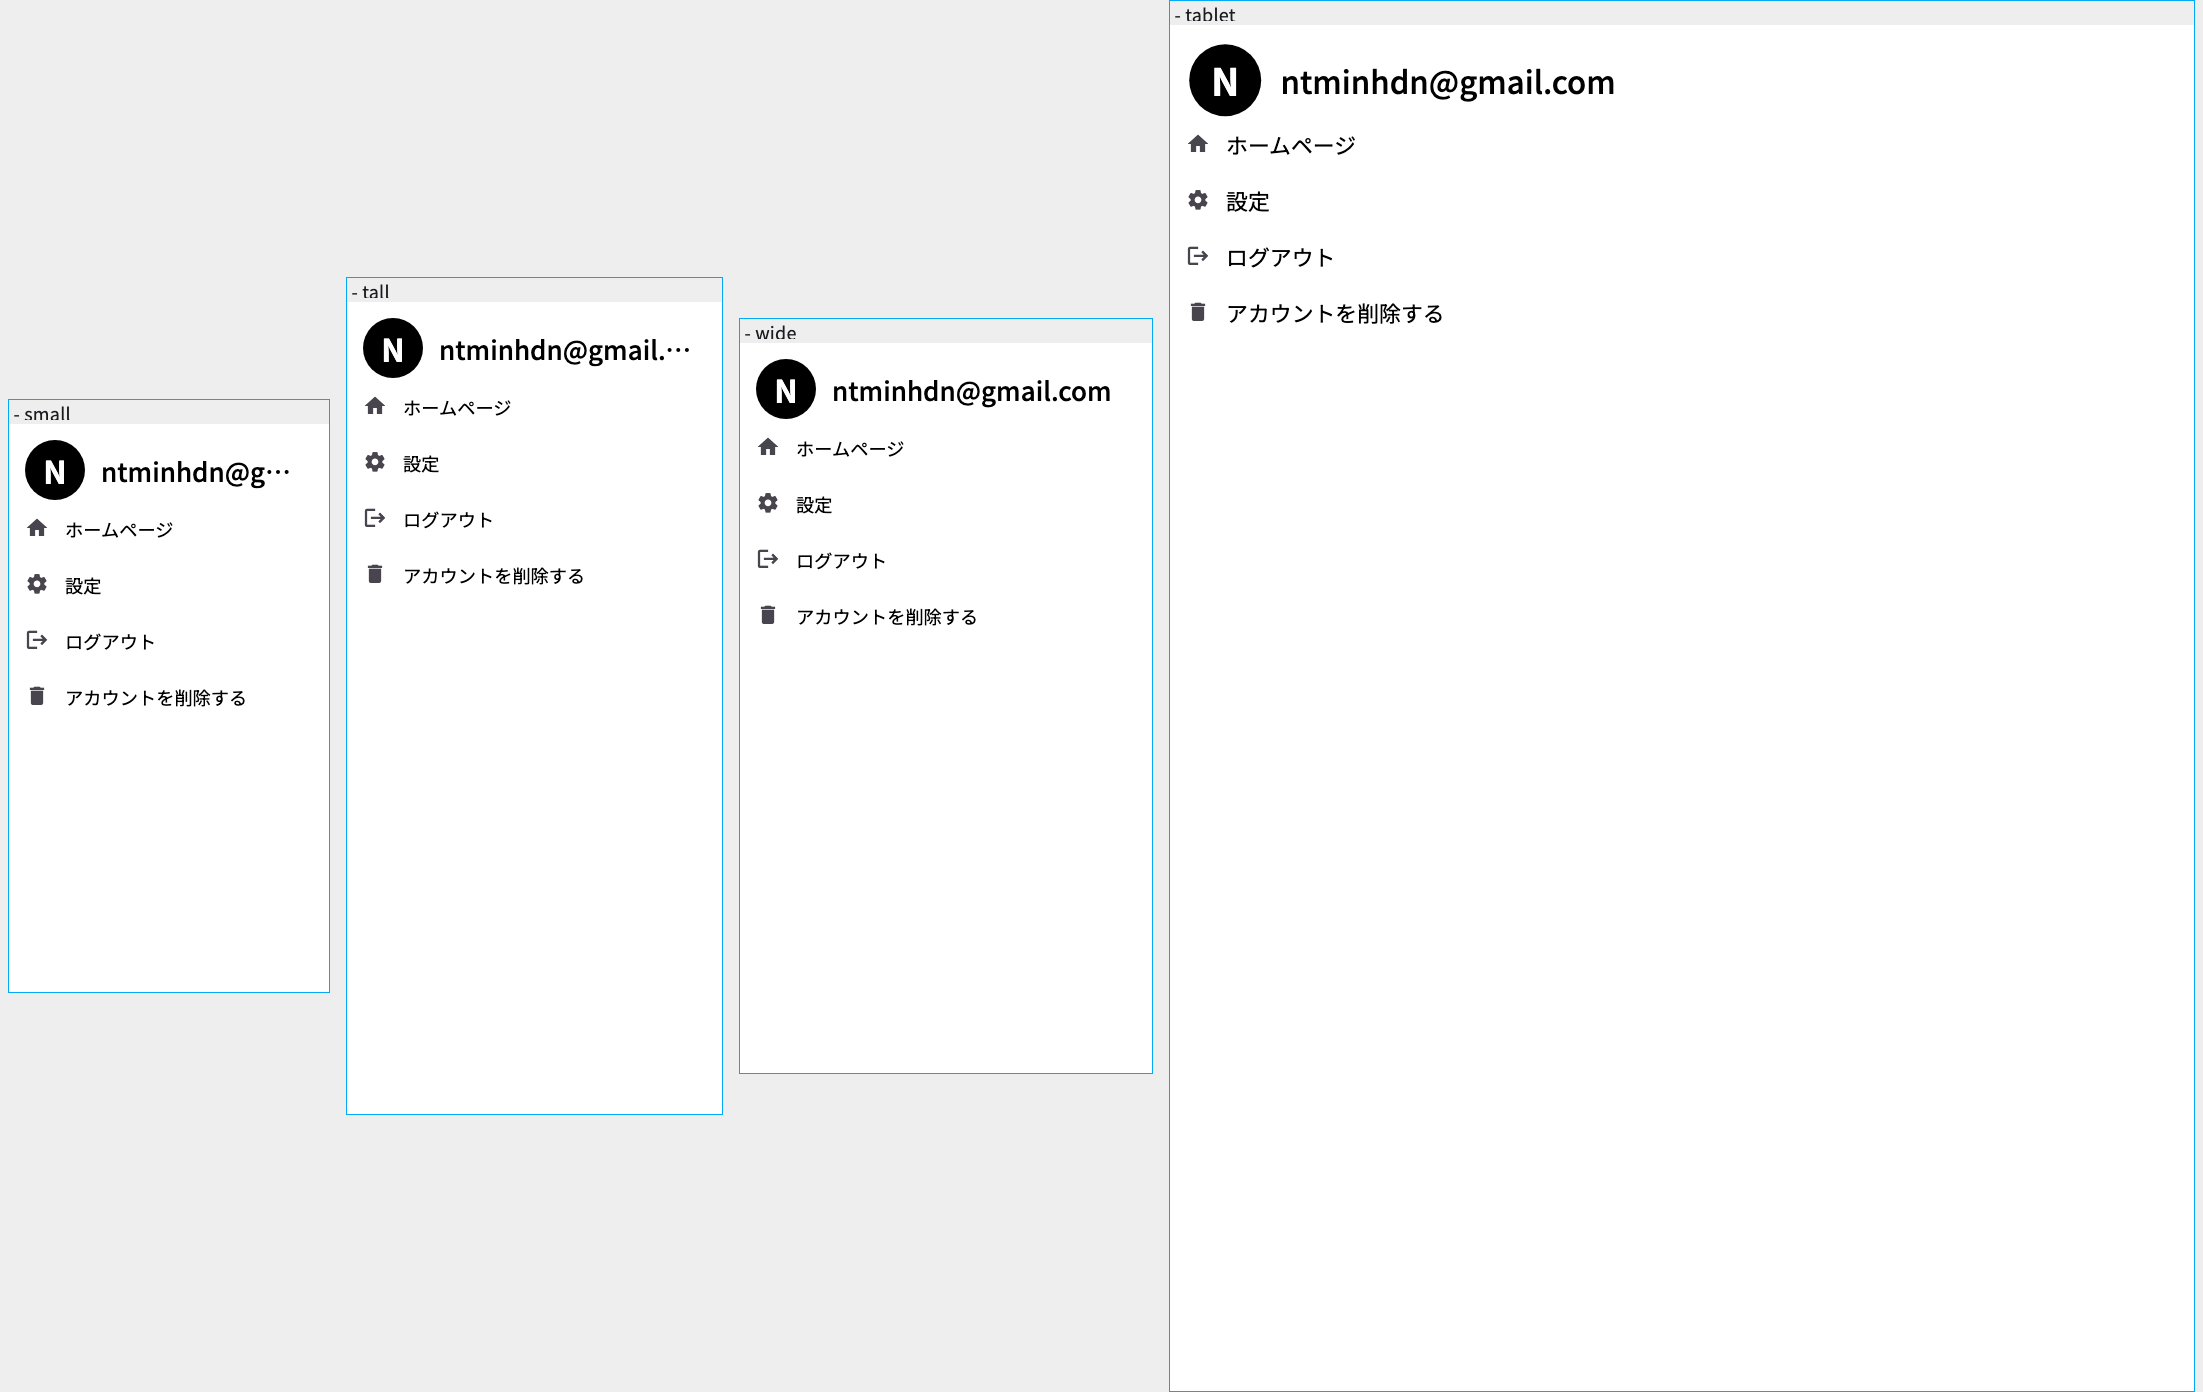 - small
N
ntminhdn@g…
ホームページ
設定
ログアウト
アカウントを削除する
- tall
N
ntminhdn@gmail.…
ホームページ
設定
ログアウト
アカウントを削除する
- wide
N
ntminhdn@gmail.com
ホームページ
設定
ログアウト
アカウントを削除する
- tablet
N
ntminhdn@gmail.com
ホームページ
設定
ログアウト
アカウントを削除する